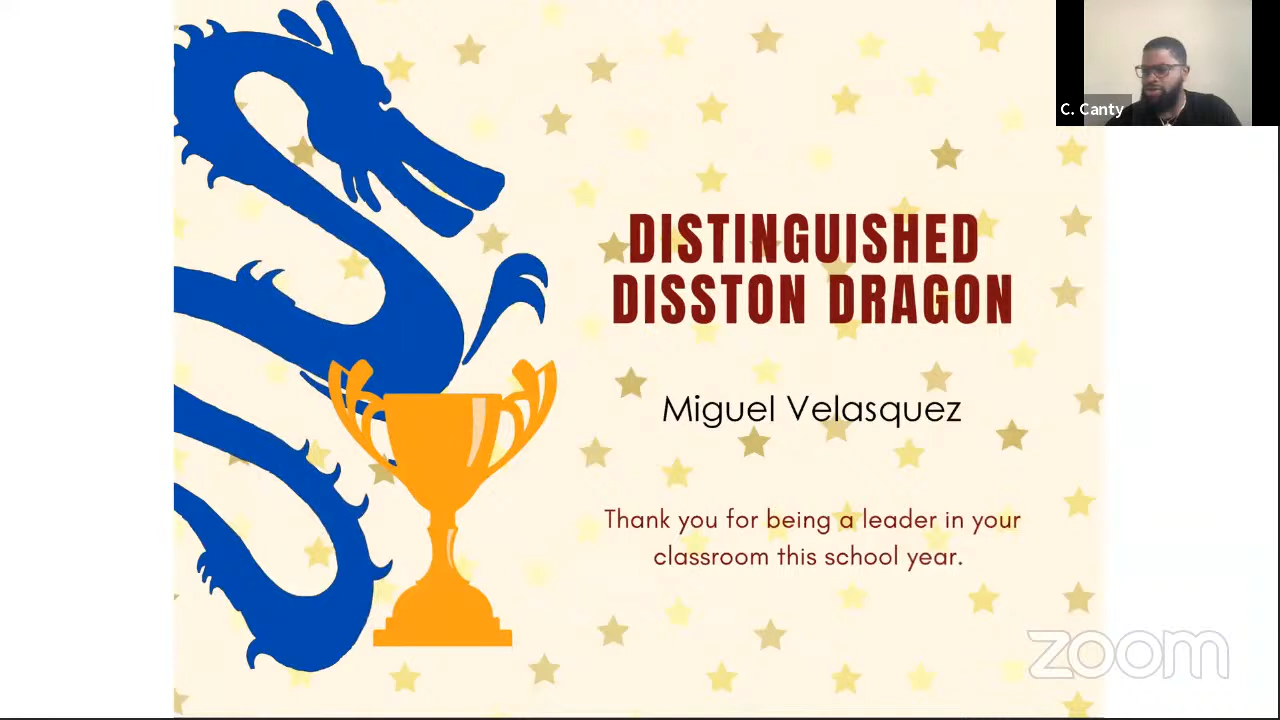 C. Canty
DISTINGUISHED
DISSTON DRAGON
Miguel Velasquez
Thank you for being a leader in your
classroom this school year.
zoom